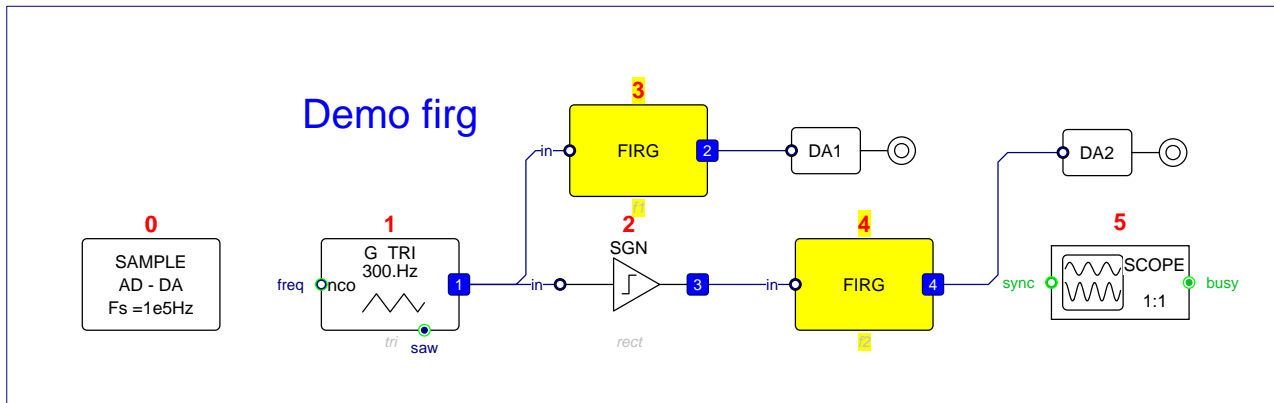 Demo firg
3
in
FIRG
2
DA1
f1
DA2
0
SAMPLE
AD - DA
Fs =1e5Hz
1
G TRI
300.Hz
freq
nco
1
tri
saw
2
SGN
in
3
rect
4
in
FIRG
4
f2
5
SCOPE
1:1
sync
busy